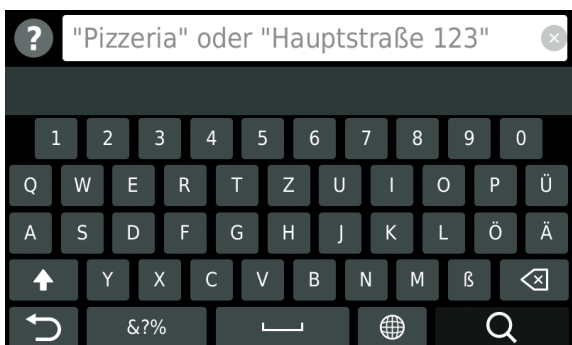 ? "Pizzeria" oder "Hauptstraße 123"
1 2 3 4 5 6 7 8 9 0
Q W E R T Z U I O P Ü
A S D F G H J K L Ö Ä
Y X C V B N M ß
&?%